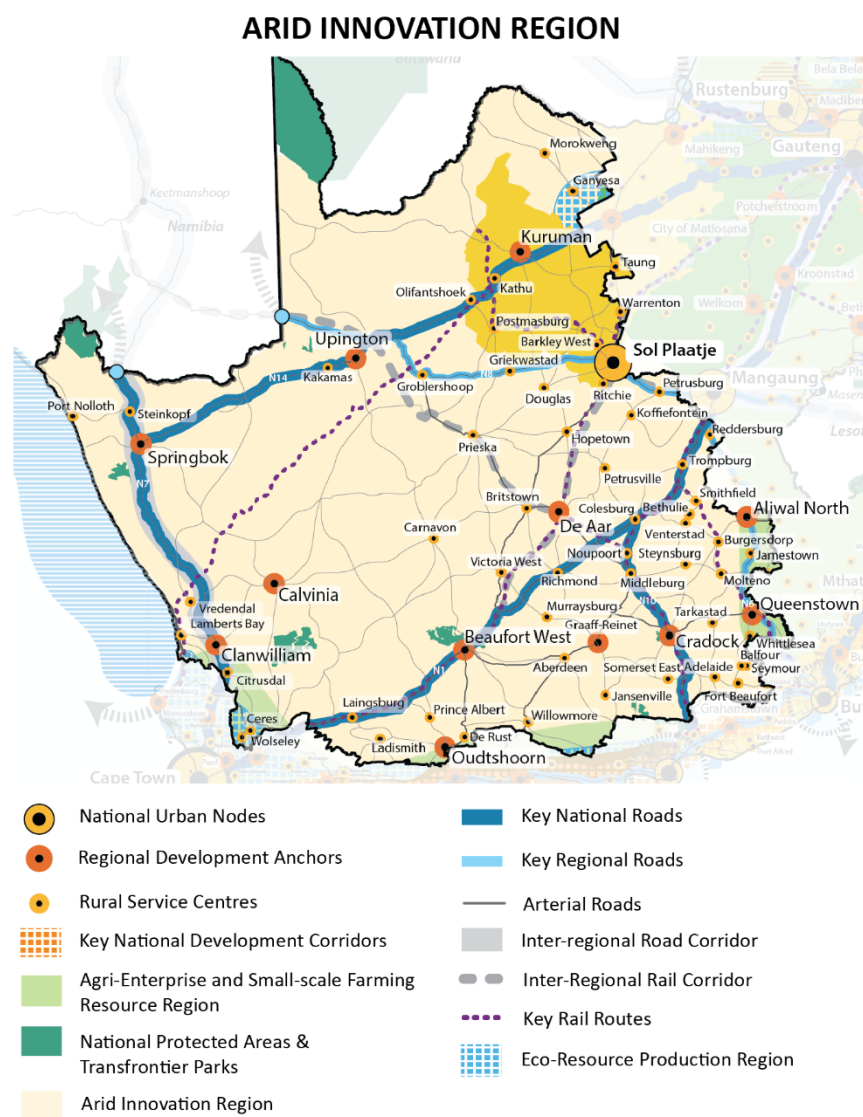 ARID INNOVATION REGION
Botswana
Bela Bela
Rustenburg
Madiben
Gauteng
Mahikeng
Morokweng
Ganyesa
Keetmanshoop
Namibia
Potchefstroom
City of Matlosana
Kuruman
Taung
Kroonstad
Kathu
Olifantshoek
Welkom
Warrenton
Postmasburg
Upington
Barkley West
Sol Plaatje
Griekwastad
N14
Kakamas
N8
Groblershoop
Douglas
Ritchie
Petrusburg
Mangaung
Port Nolloth
Steinkopf
Koffiefontein
Springbok
Prieska
Hopetown
Reddersburg
Trompburg
N7
Petrusville
Smithfield
Britstown
Colesburg
Bethulie
Aliwal North
De Aar
Venterstad
Carnavon
Burgersdorp
Noupoort
Steynsburg
Jamestown
Victoria West
Richmond
Middleburg
Molteno
Calvinia
N10
N6
Vredendal
Murraysburg
Tarkastad
Queenstown
Lamberts Bay
Graaff-Reinet
Beaufort West
Cradock
Whittlesea
Clanwilliam
N1
Aberdeen
Somerset East
Adelaide
Balfour
Seymour
Citrusdal
Jansenville
Fort Beaufort
Laingsburg
Prince Albert
Willowmore
Grahamstown
Ceres
Wolseley
Ladismith
De Rust
Oudtshoorn
Port Alfred
Paarl
Cape Town
National Urban Nodes
Key National Roads
Regional Development Anchors
Key Regional Roads
Rural Service Centres
Arterial Roads
Key National Development Corridors
Inter-regional Road Corridor
Agri-Enterprise and Small-scale Farming
Resource Region
Inter-Regional Rail Corridor
Key Rail Routes
National Protected Areas &
Transfrontier Parks
Eco-Resource Production Region
Arid Innovation Region